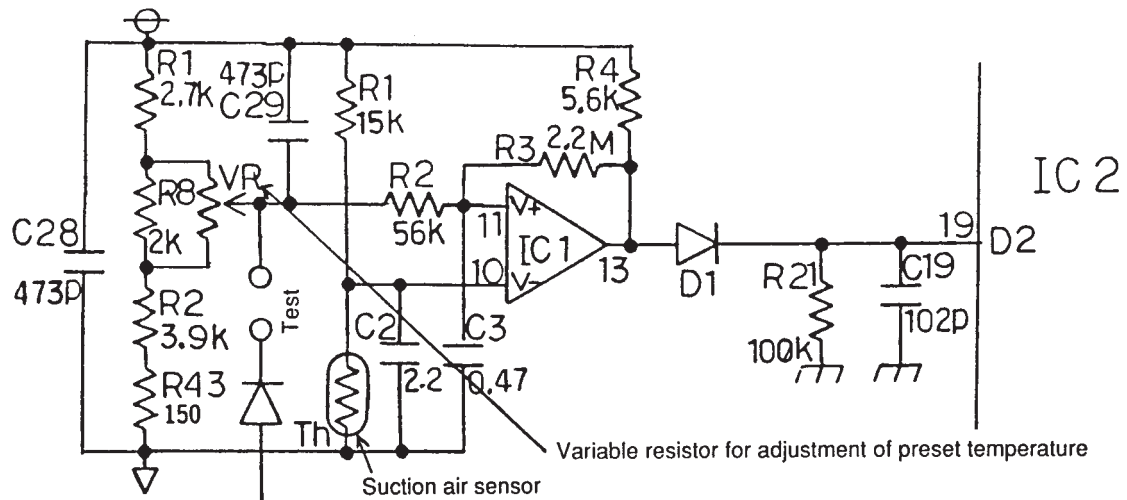 R1
2.7k
473p
C29
R1
15k
R4
5.6k
R3
2.2M
R8
2k
VR
R2
56k
11
V+
IC1
10
V-
13
D1
IC2
19
D2
C28
473p
R2
3.9k
R43
150
Test
C2
2.2
C3
0.47
R21
100k
C19
102p
Th
Variable resistor for adjustment of preset temperature
Suction air sensor